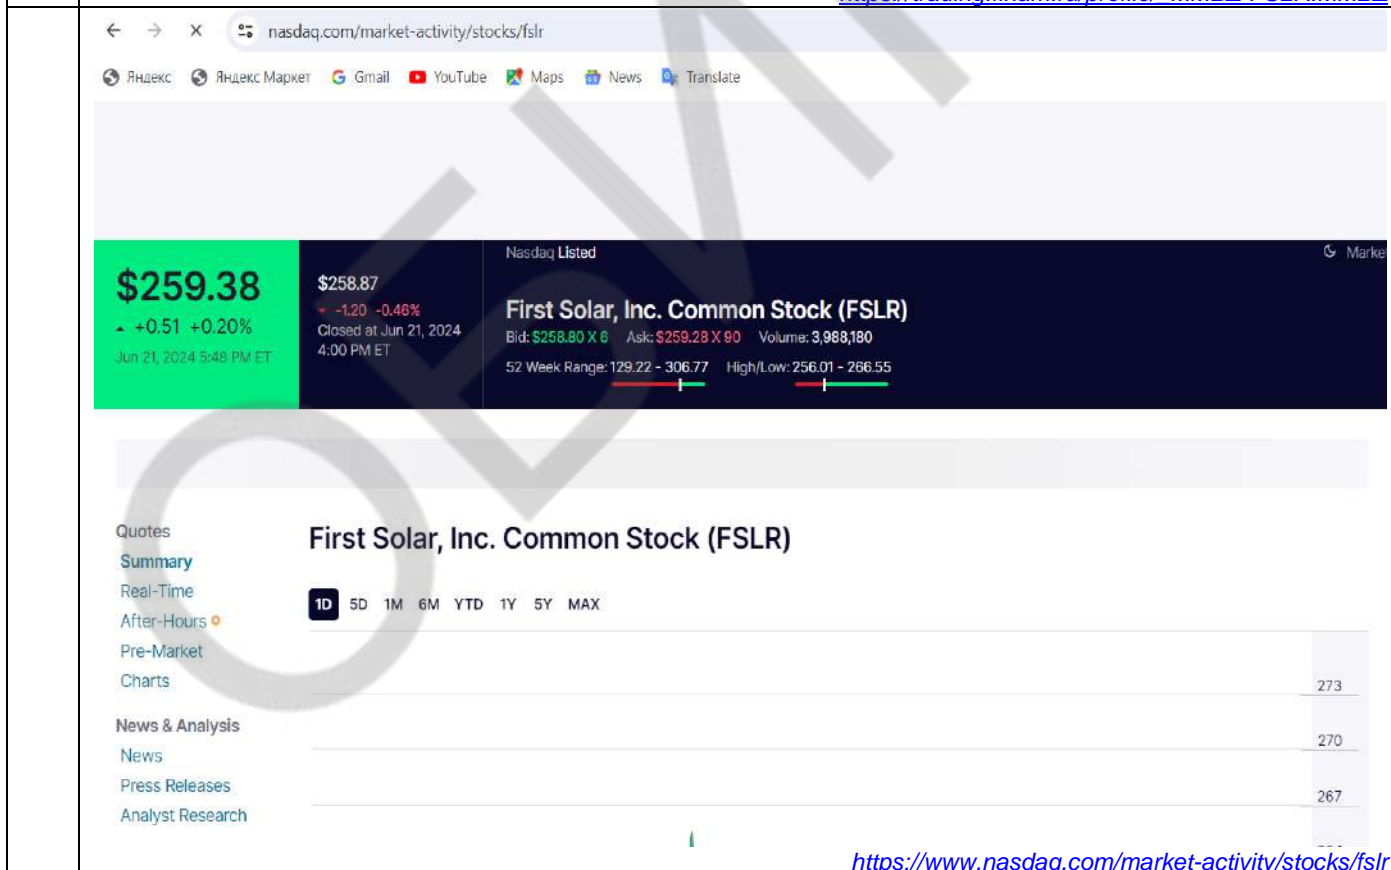 nasdaq.com/market-activity/stocks/fslr
Яндекс Яндекс Маркет Gmail YouTube Maps News Translate
Nasdaq Listed
Market
$259.38
+0.51 +0.20%
Jun 21, 2024 5:48 PM ET
$258.87
-1.20 -0.46%
Closed at Jun 21, 2024
4:00 PM ET
First Solar, Inc. Common Stock (FSLR)
Bid: $258.80 X 6 Ask: $259.28 X 90 Volume: 3,988,180
52 Week Range: 129.22 - 306.77 High/Low: 256.01 - 266.55
Quotes
Summary
Real-Time
After-Hours
Pre-Market
Charts
News & Analysis
News
Press Releases
Analyst Research
First Solar, Inc. Common Stock (FSLR)
1D 5D 1M 6M YTD 1Y 5Y MAX
273
270
267
https://www.nasdaq.com/market-activity/stocks/fslr